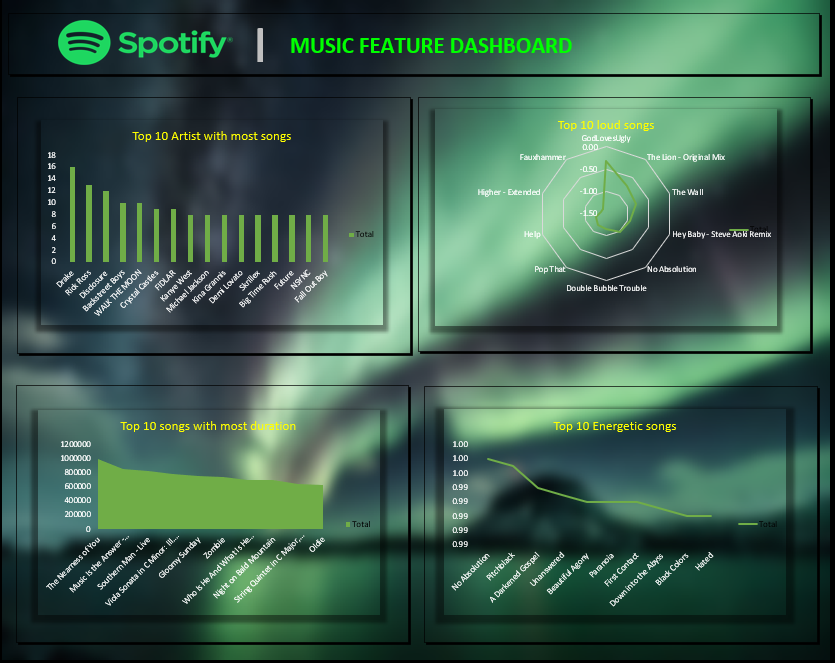 Spotify®
MUSIC FEATURE DASHBOARD
Top 10 Artist with most songs
18
16
14
12
10
8
6
4
2
0
Drake
Rick Ross
Disclosure
Backstreet Boys
WALK THE MOON
Crystal Castles
FIDLAR
Kanye West
Michael Jackson
Kina Grannis
Demi Lovato
Skrillex
Big Time Rush
Future
*NSYNC
Fall Out Boy
Total
Top 10 loud songs
GodLovesUgly
0.00
-0.50
-1.00
-1.50
The Lion - Original Mix
The Wall
Hey Baby - Steve Aoki Remix
No Absolution
Double Bubble Trouble
Pop That
Help
Higher - Extended
Fauxhammer
Top 10 songs with most duration
1200000
1000000
800000
600000
400000
200000
0
The Nearness of You
Music Is the Answer -…
Southern Man - Live
Viola Sonata in C Minor: III.…
Gloomy Sunday
Zombie
Who Is He And What Is He…
Night on Bald Mountain
String Quintet in C Major,…
Oldie
Total
Top 10 Energetic songs
1.00
1.00
1.00
0.99
0.99
0.99
0.99
0.99
No Absolution
Pitchblack
A Darkened Gospel
Unanswered
Beautiful Agony
Paranoia
First Contact
Down into the Abyss
Black Colors
Hated
Total